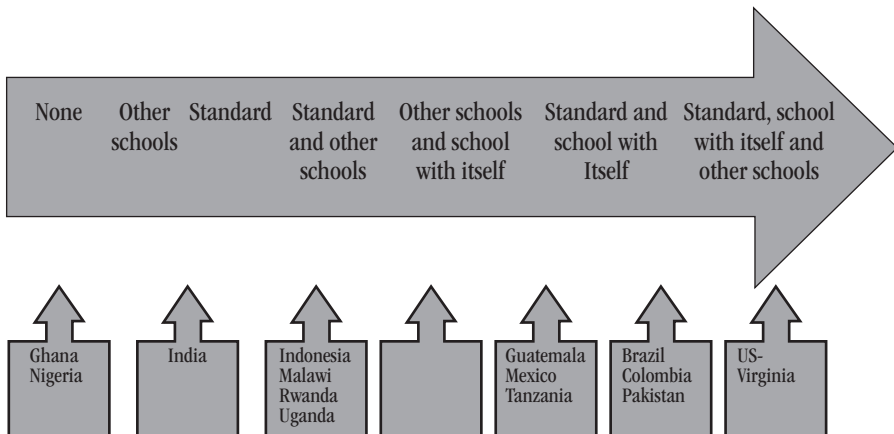 None
Other
schools
Standard
Standard
and other
schools
Other schools
and school
with itself
Standard and
school with
Itself
Standard, school
with itself and
other schools
Ghana
Nigeria
India
Indonesia
Malawi
Rwanda
Uganda
Guatemala
Mexico
Tanzania
Brazil
Colombia
Pakistan
US-
Virginia